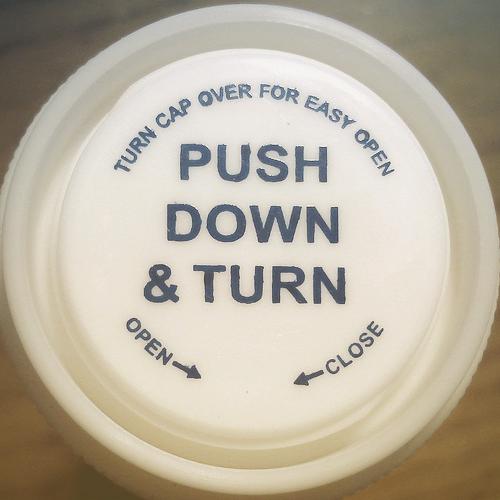 TURN CAP OVER FOR EASY OPEN
PUSH
DOWN
& TURN
OPEN
CLOSE